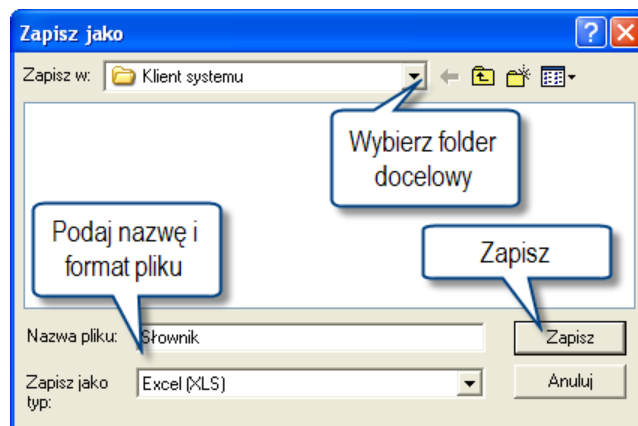 Zapisz jako
Zapisz w: Klient systemu
Wybierz folder
docelowy
Podaj nazwę i
format pliku
Zapisz
Nazwa pliku: Słownik
Zapisz
Zapisz jako
typ:
Excel (XLS)
Anuluj